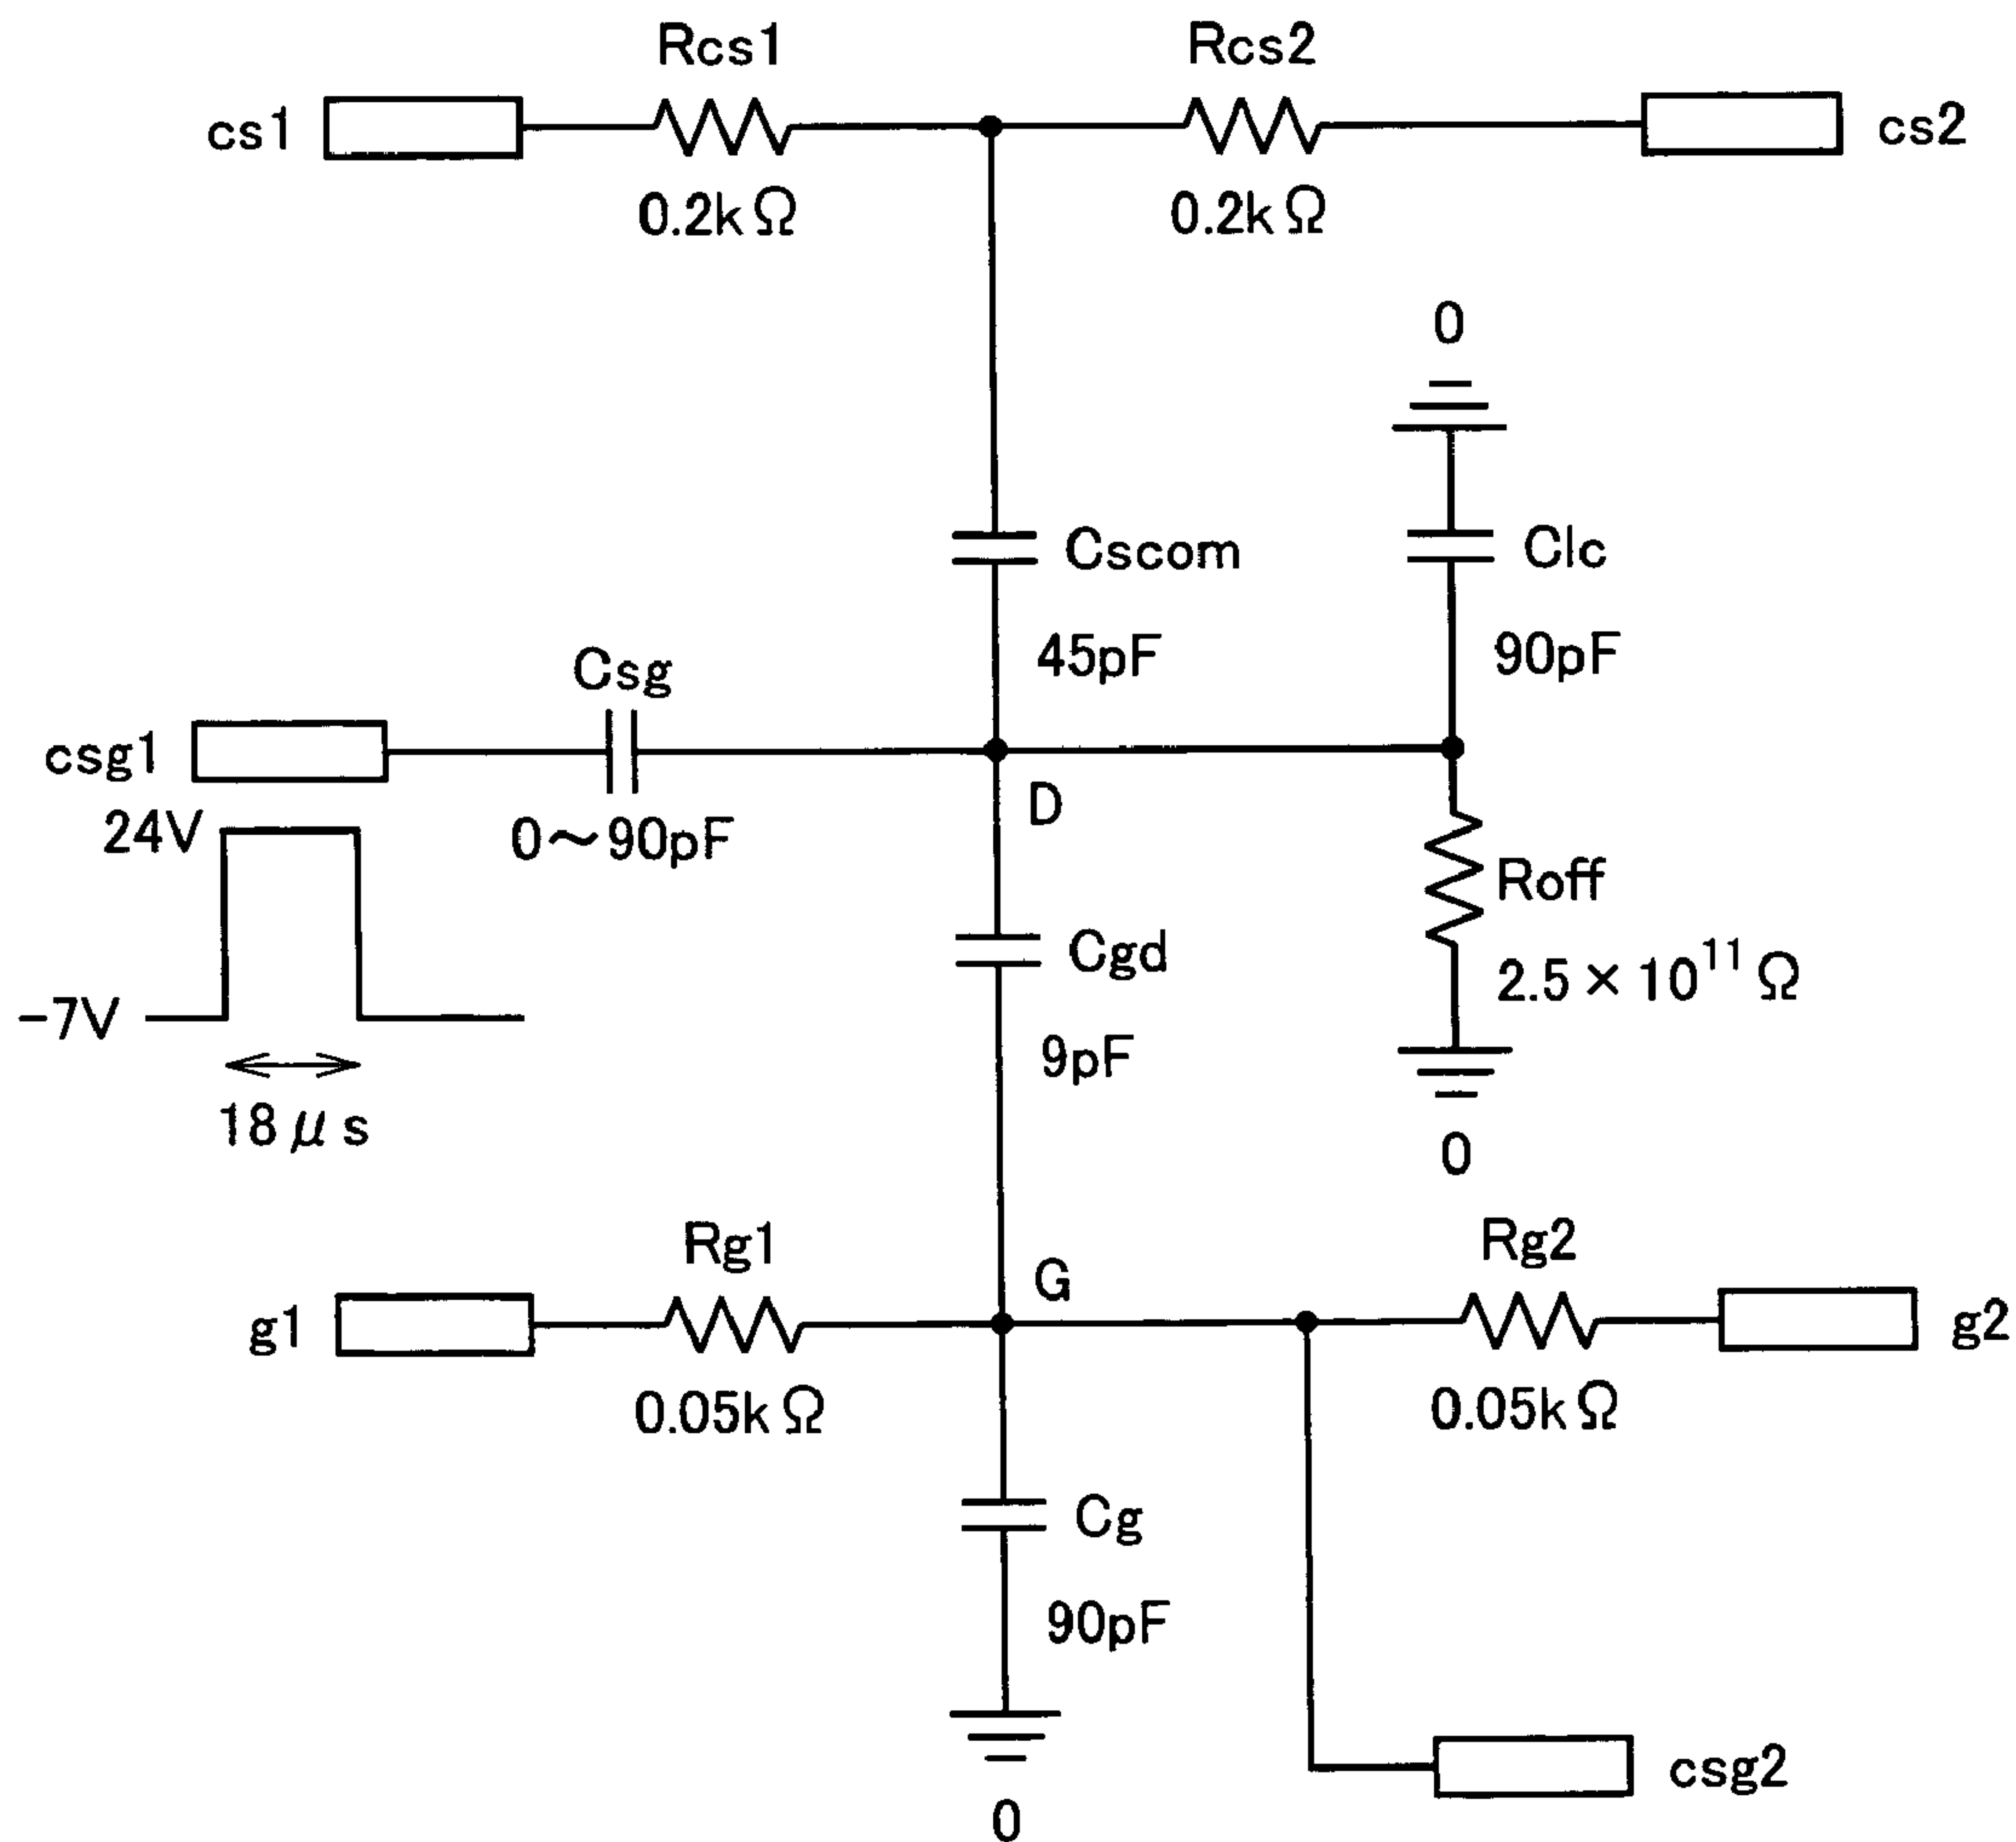 Rcs1
Rcs2
cs1
cs2
0.2kΩ
0.2kΩ
0
Cscom
Clc
45pF
90pF
Csg
csg1
D
24V
0～90pF
Roff
Cgd
2.5×10¹¹Ω
-7V
9pF
18μs
0
Rg1
G
Rg2
g1
g2
0.05kΩ
0.05kΩ
Cg
90pF
csg2
0